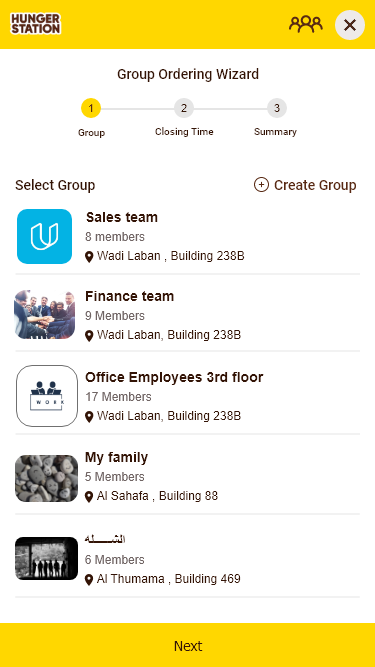 HUNGER
STATION
Group Ordering Wizard
1
2
3
Group
Closing Time
Summary
Select Group
Create Group
Sales team
8 members
Wadi Laban , Building 238B
Finance team
9 Members
Wadi Laban, Building 238B
Office Employees 3rd floor
17 Members
WORK
Wadi Laban, Building 238B
My family
5 Members
Al Sahafa , Building 88
الشـــلـه
6 Members
Al Thumama , Building 469
Next